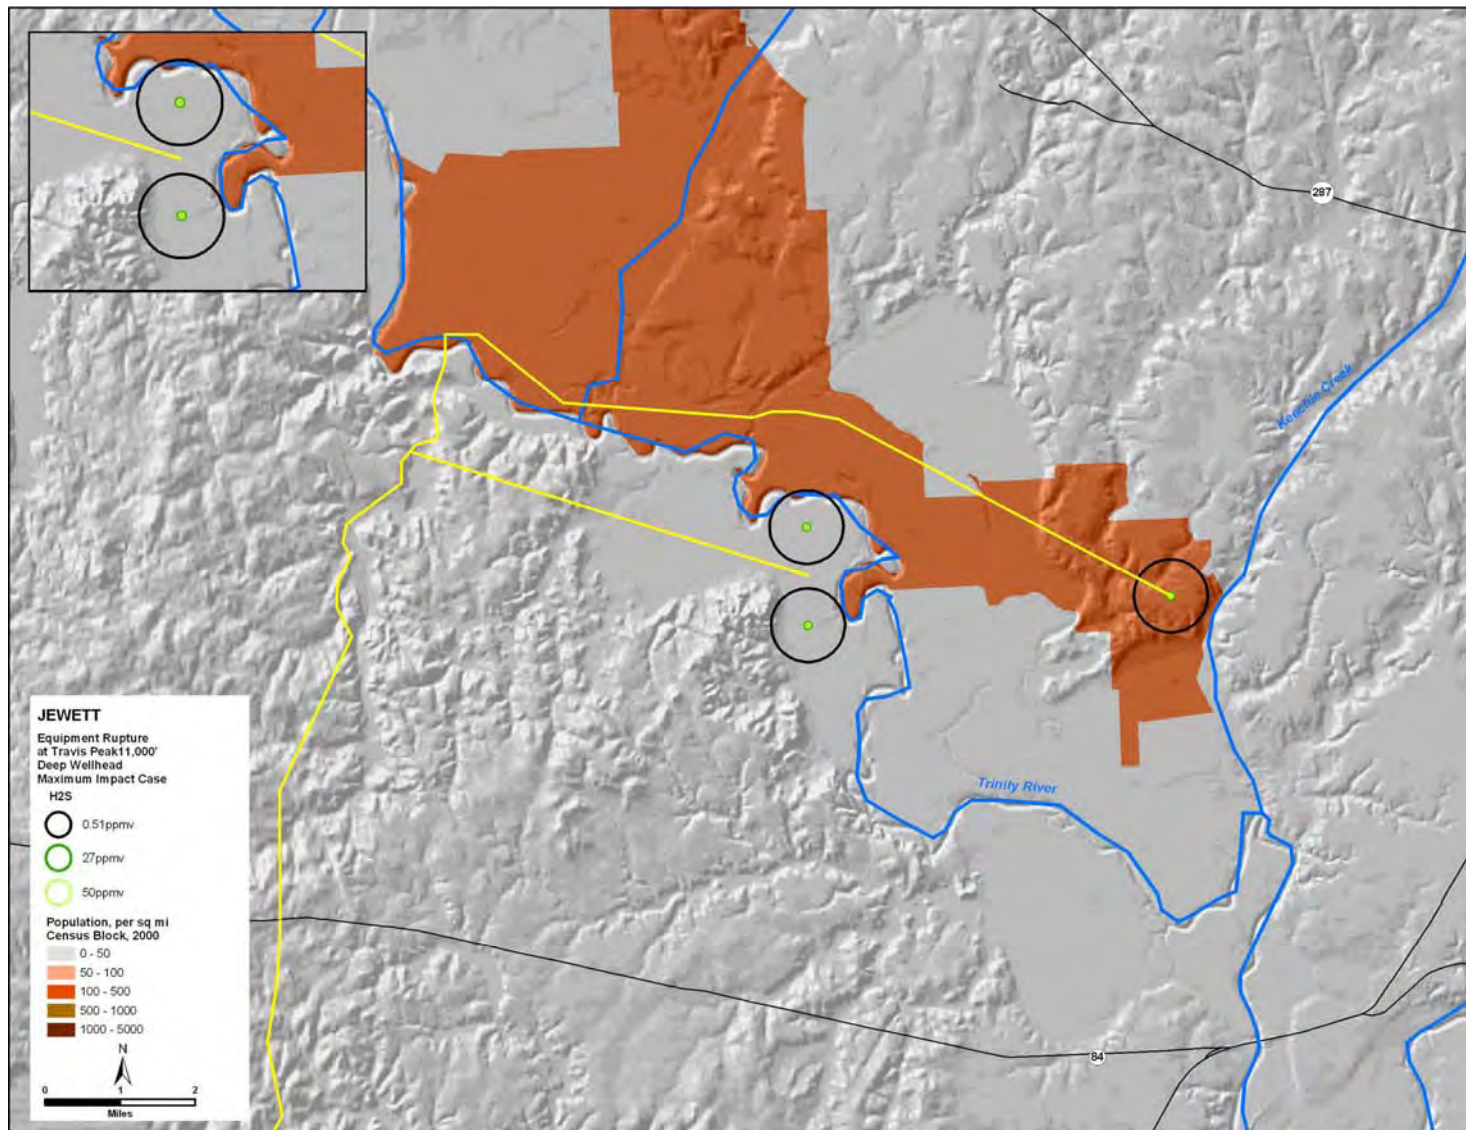 287
Keechie Creek
Trinity River
84
JEWETT
Equipment Rupture
at Travis Peak11,000'
Deep Wellhead
Maximum Impact Case
H2S
0.51ppmv
27ppmv
50ppmv
Population, per sq mi
Census Block, 2000
0 - 50
50 - 100
100 - 500
500 - 1000
1000 - 5000
N
0 1 2
Miles